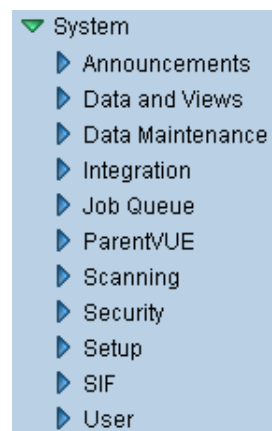 System
Announcements
Data and Views
Data Maintenance
Integration
Job Queue
ParentVUE
Scanning
Security
Setup
SIF
User